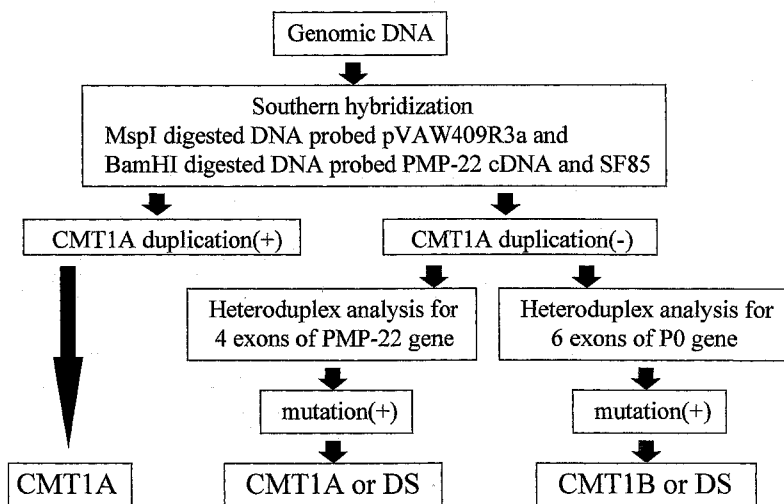 Genomic DNA
Southern hybridization
MspI digested DNA probed pVAW409R3a and
BamHI digested DNA probed PMP-22 cDNA and SF85
CMT1A duplication(+)
CMT1A duplication(-)
Heteroduplex analysis for
4 exons of PMP-22 gene
Heteroduplex analysis for
6 exons of P0 gene
mutation(+)
mutation(+)
CMT1A
CMT1A or DS
CMT1B or DS